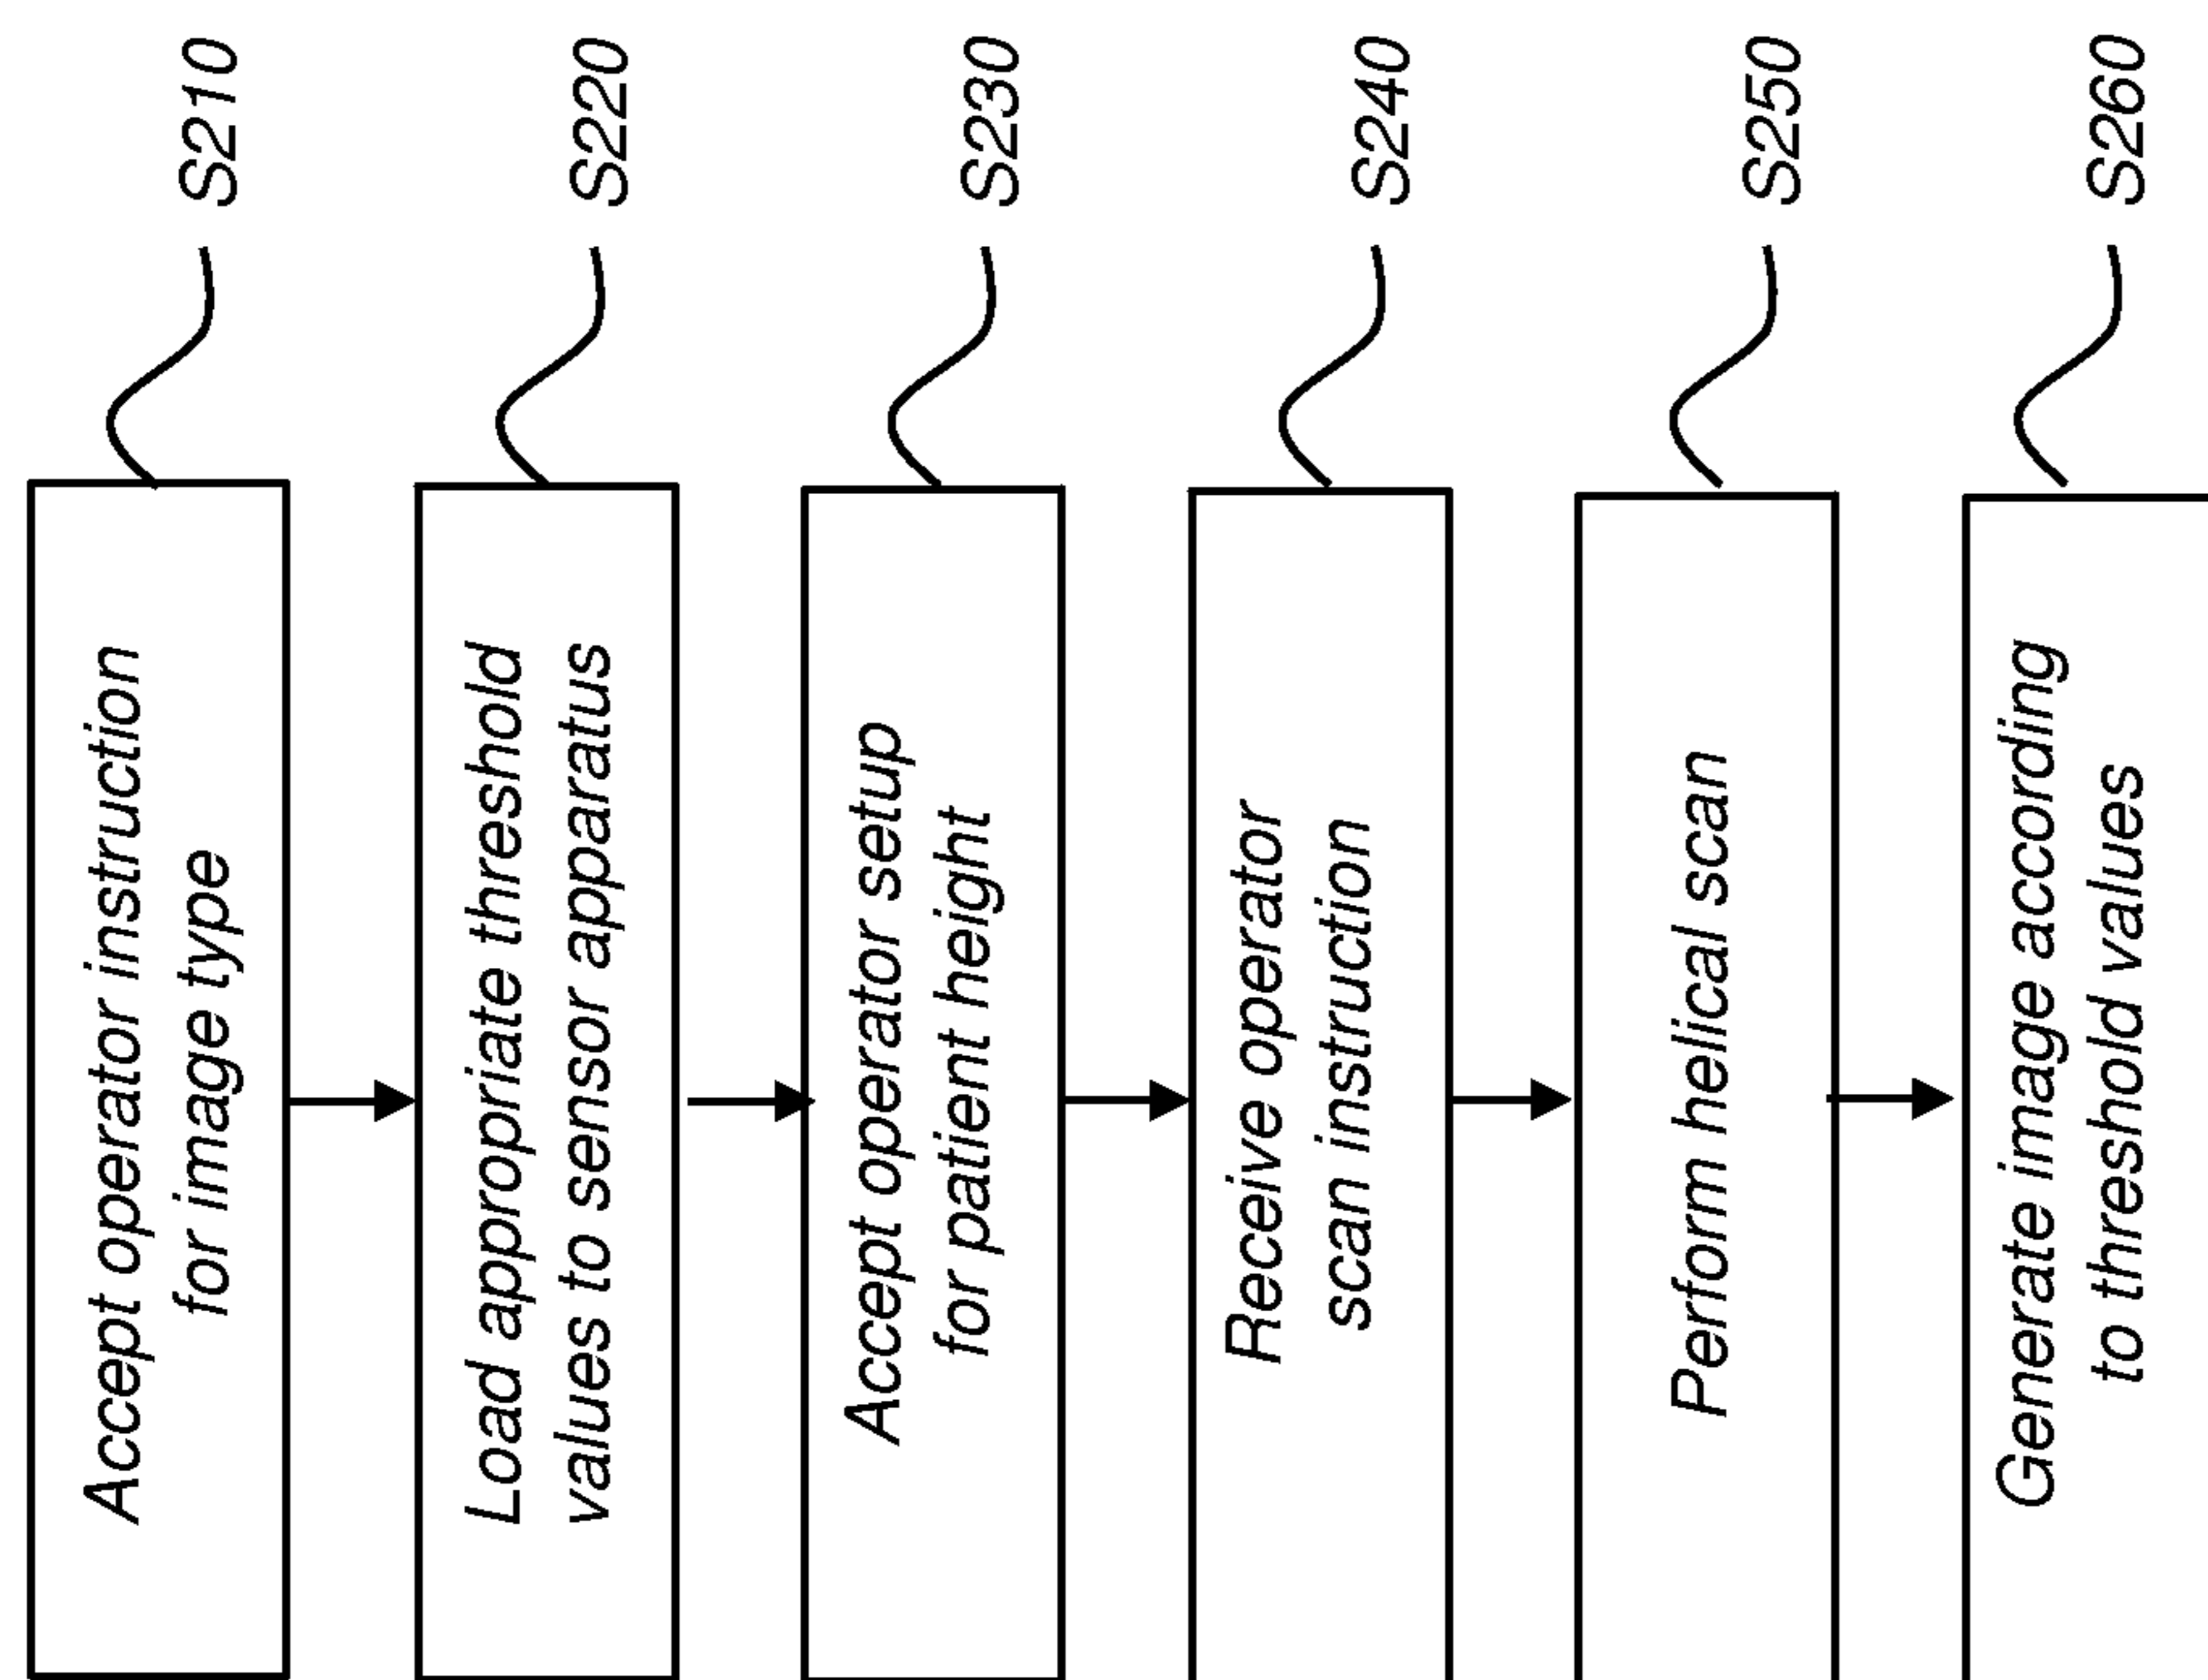 Accept operator instruction
for image type
S210
Load appropriate threshold
values to sensor apparatus
S220
Accept operator setup
for patient height
S230
Receive operator
scan instruction
S240
Perform helical scan
S250
Generate image according
to threshold values
S260